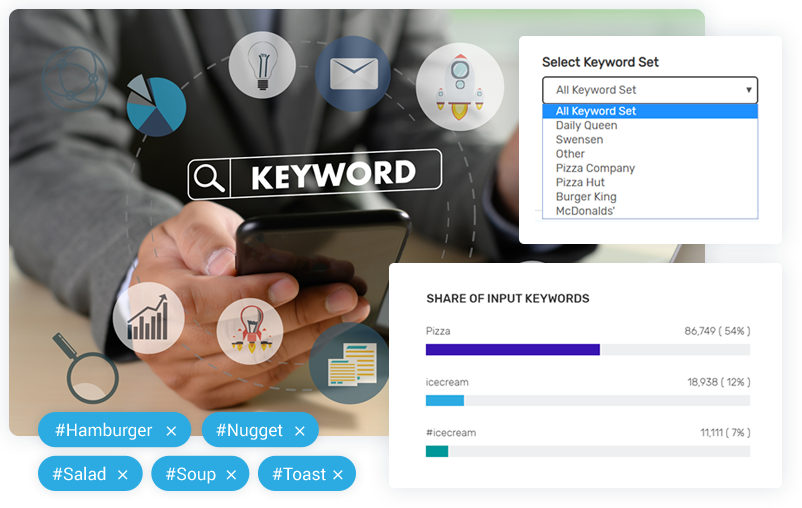 KEYWORD
Select Keyword Set
All Keyword Set
All Keyword Set
Daily Queen
Swensen
Other
Pizza Company
Pizza Hut
Burger King
McDonalds'
SHARE OF INPUT KEYWORDS
Pizza 86,749 ( 54% )
icecream 18,938 ( 12% )
#icecream 11,111 ( 7% )
#Hamburger × #Nugget ×
#Salad × #Soup × #Toast ×